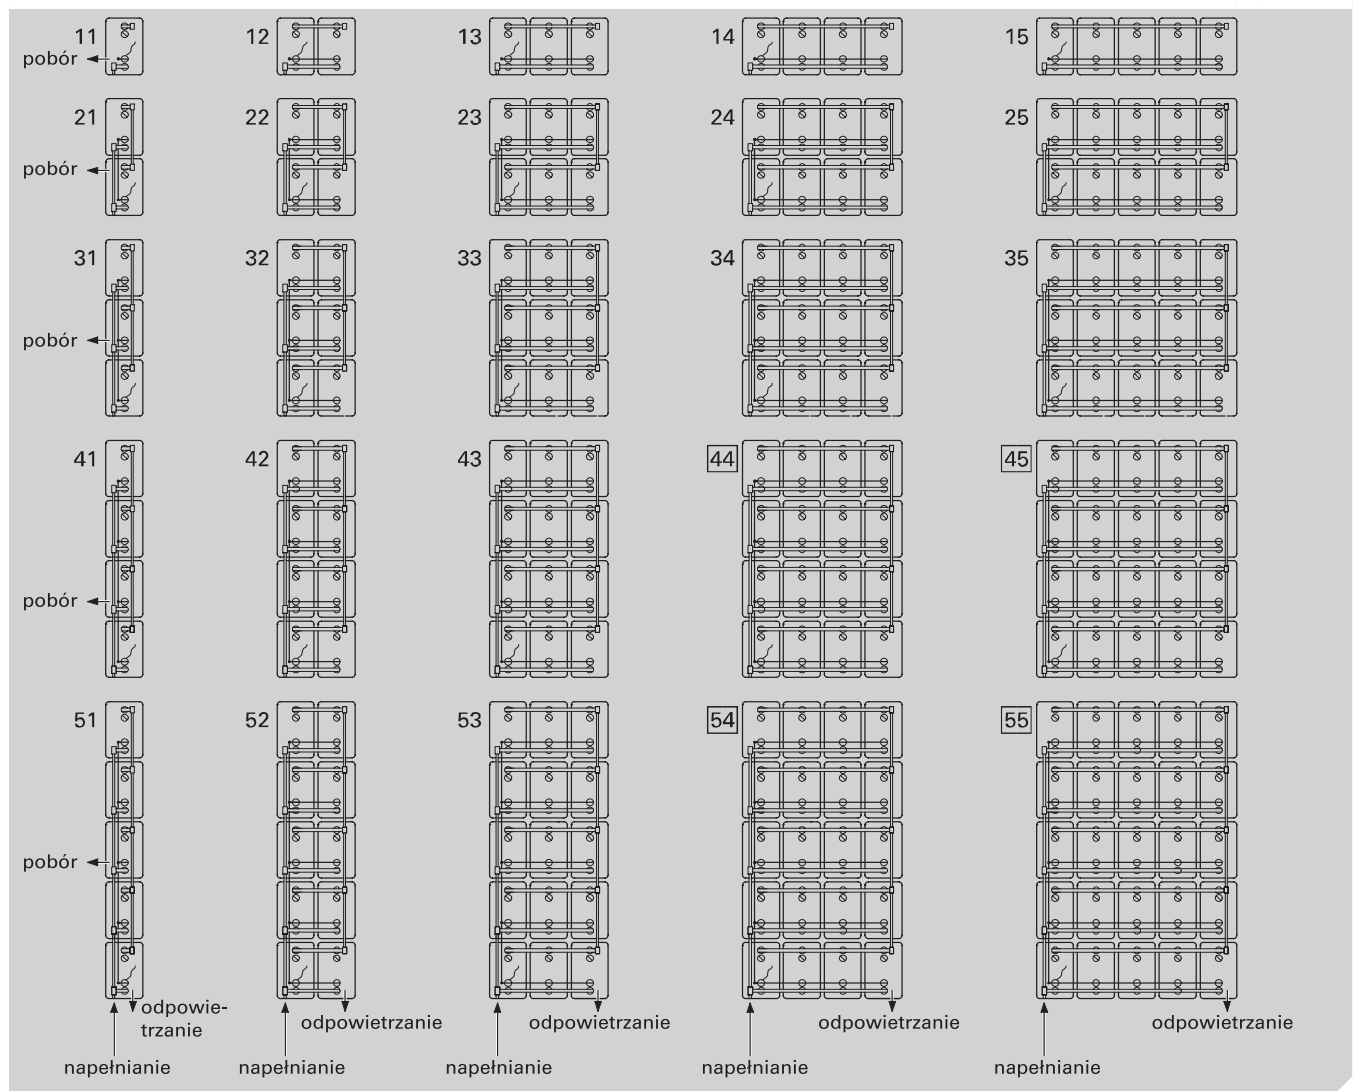 11 12 13 14 15
pobór
21 22 23 24 25
pobór
31 32 33 34 35
pobór
41 42 43 44 45
pobór
51 52 53 54 55
pobór
odpowie-
trzanie
odpowietrzanie odpowietrzanie odpowietrzanie odpowietrzanie
napełnianie napełnianie napełnianie napełnianie napełnianie